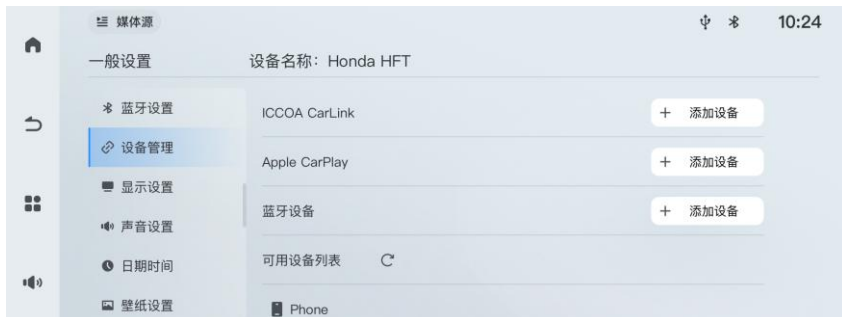 媒体源
10:24
一般设置
设备名称：Honda HFT
蓝牙设置
设备管理
显示设置
声音设置
日期时间
壁纸设置
ICCOA CarLink
+ 添加设备
Apple CarPlay
+ 添加设备
蓝牙设备
+ 添加设备
可用设备列表
Phone